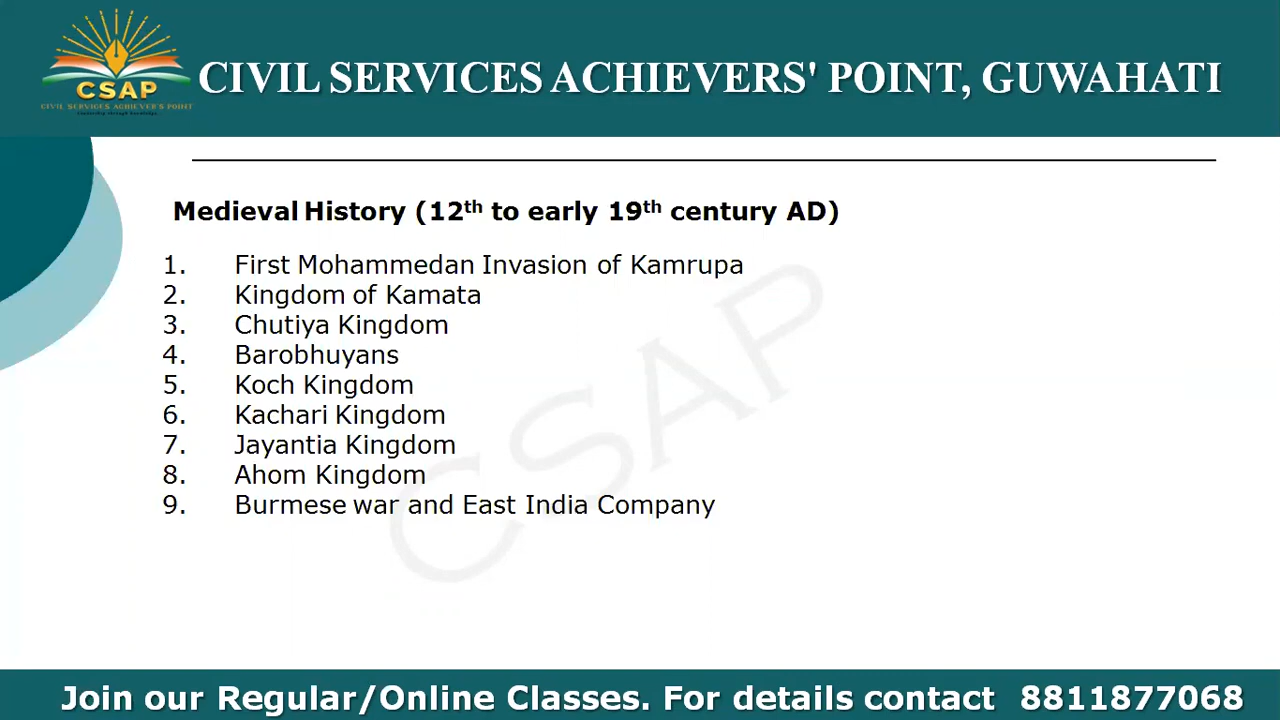 CSAP
CIVIL SERVICES ACHIEVER'S POINT
CIVIL SERVICES ACHIEVERS' POINT, GUWAHATI
Medieval History (12th to early 19th century AD)
1. First Mohammedan Invasion of Kamrupa
2. Kingdom of Kamata
3. Chutiya Kingdom
4. Barobhuyans
5. Koch Kingdom
6. Kachari Kingdom
7. Jayantia Kingdom
8. Ahom Kingdom
9. Burmese war and East India Company
CSAP
Join our Regular/Online Classes. For details contact 8811877068